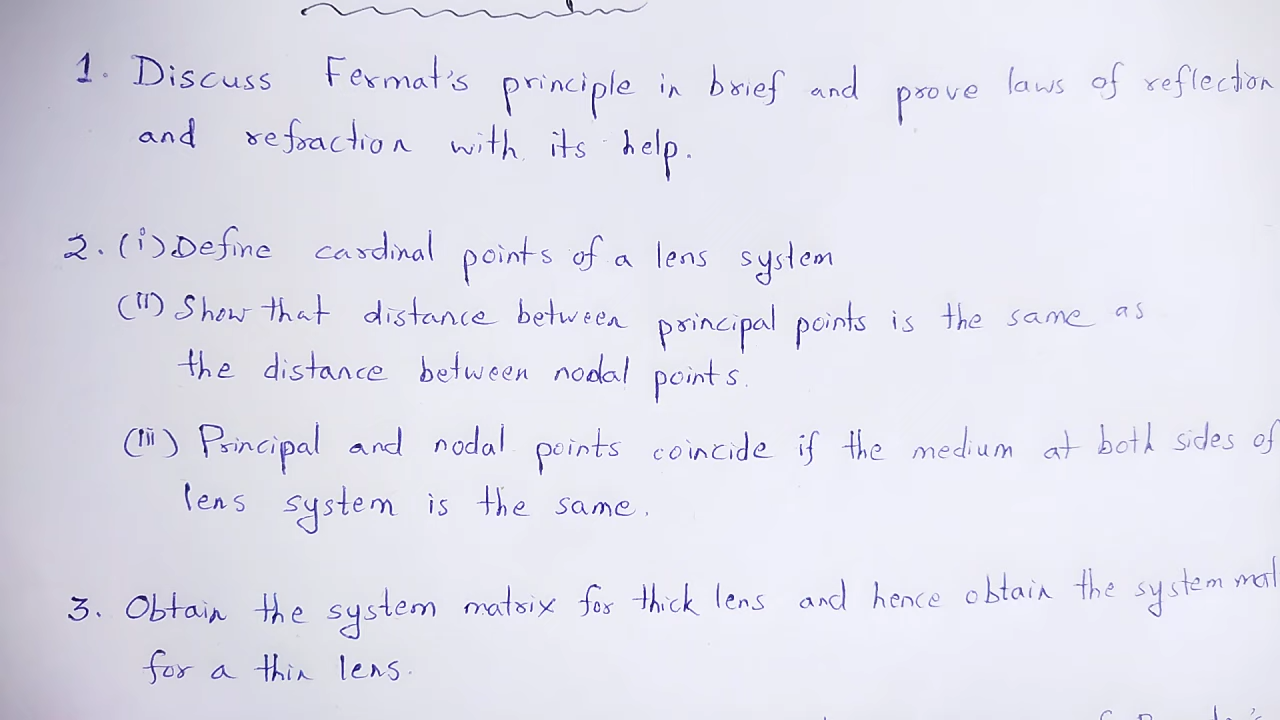 1. Discuss Fermat's principle in brief and prove laws of reflection
and refraction with its help.
2. (i) Define cardinal points of a lens system
(ii) Show that distance between principal points is the same as
the distance between nodal points.
(iii) Principal and nodal points coincide if the medium at both sides of
lens system is the same.
3. Obtain the system matrix for thick lens and hence obtain the system
for a thin lens.